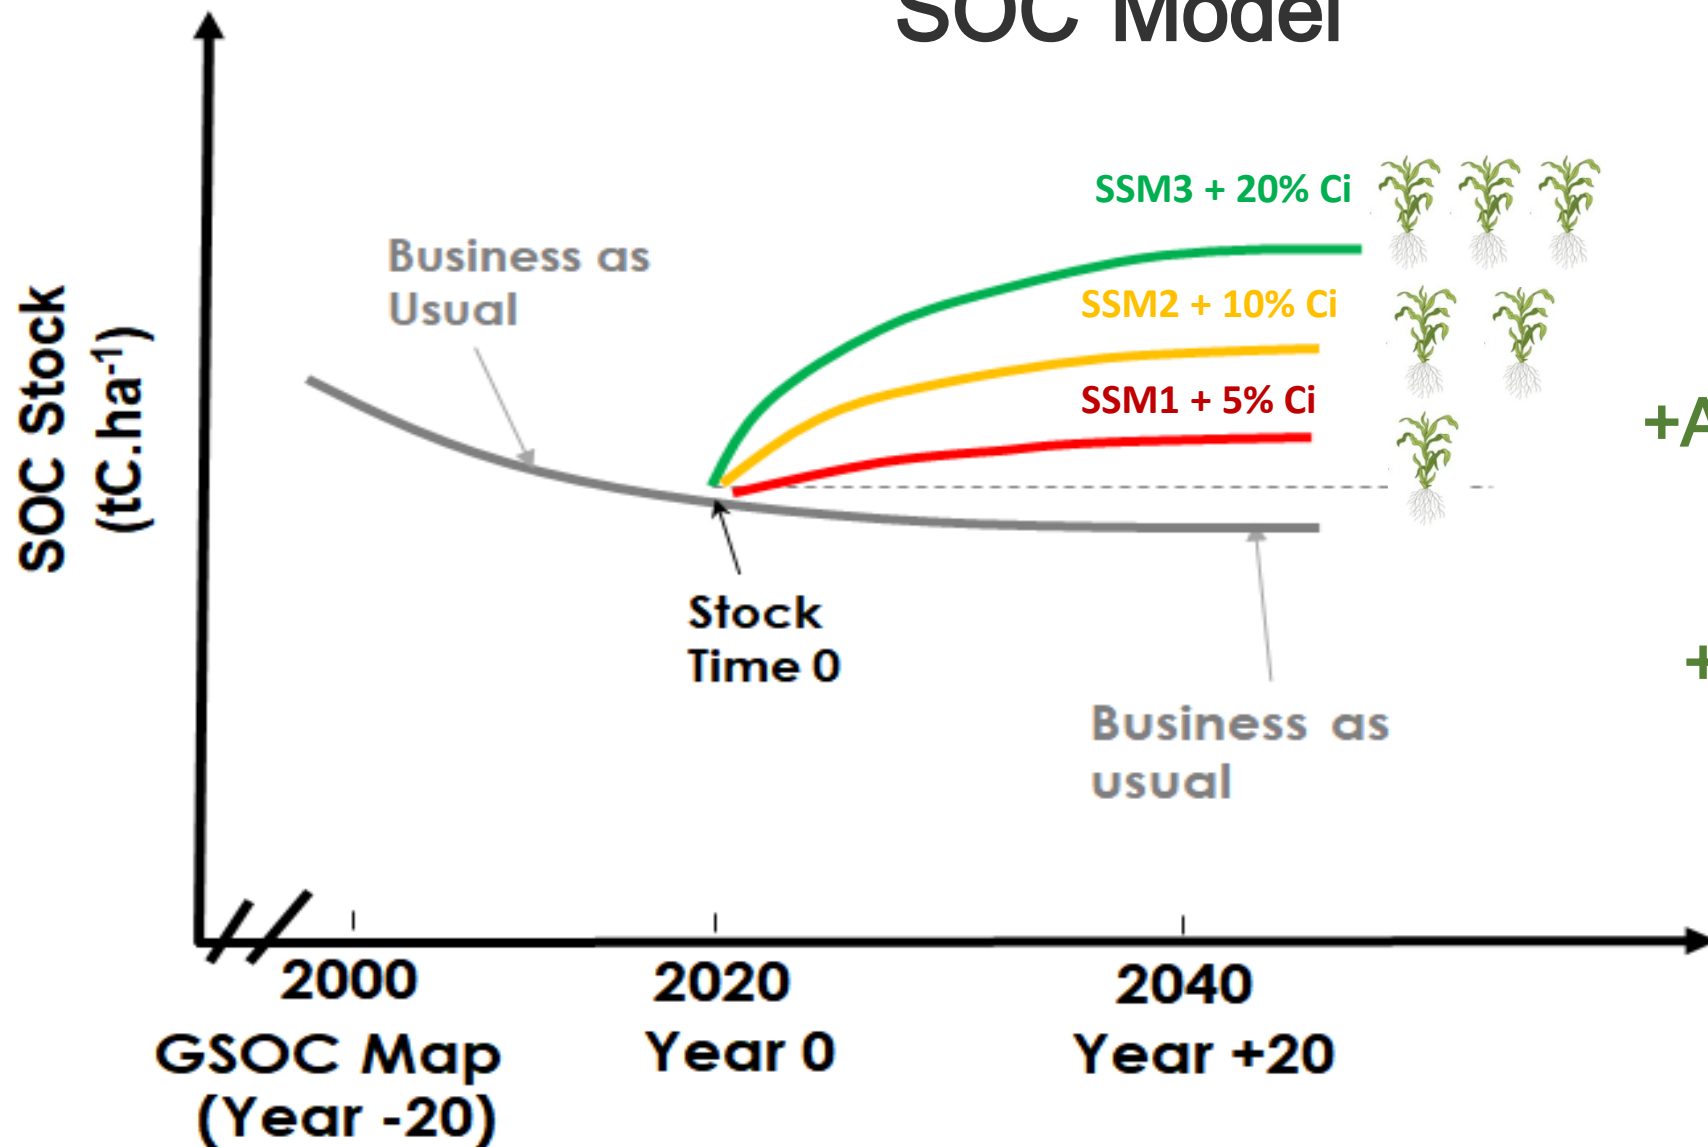 SOC Model
SOC Stock
(tC.ha⁻¹)
Business as
Usual
SSM3 + 20% Ci
SSM2 + 10% Ci
SSM1 + 5% Ci
+A
+
Stock
Time 0
Business as
usual
2000
2020
2040
GSOC Map
(Year -20)
Year 0
Year +20